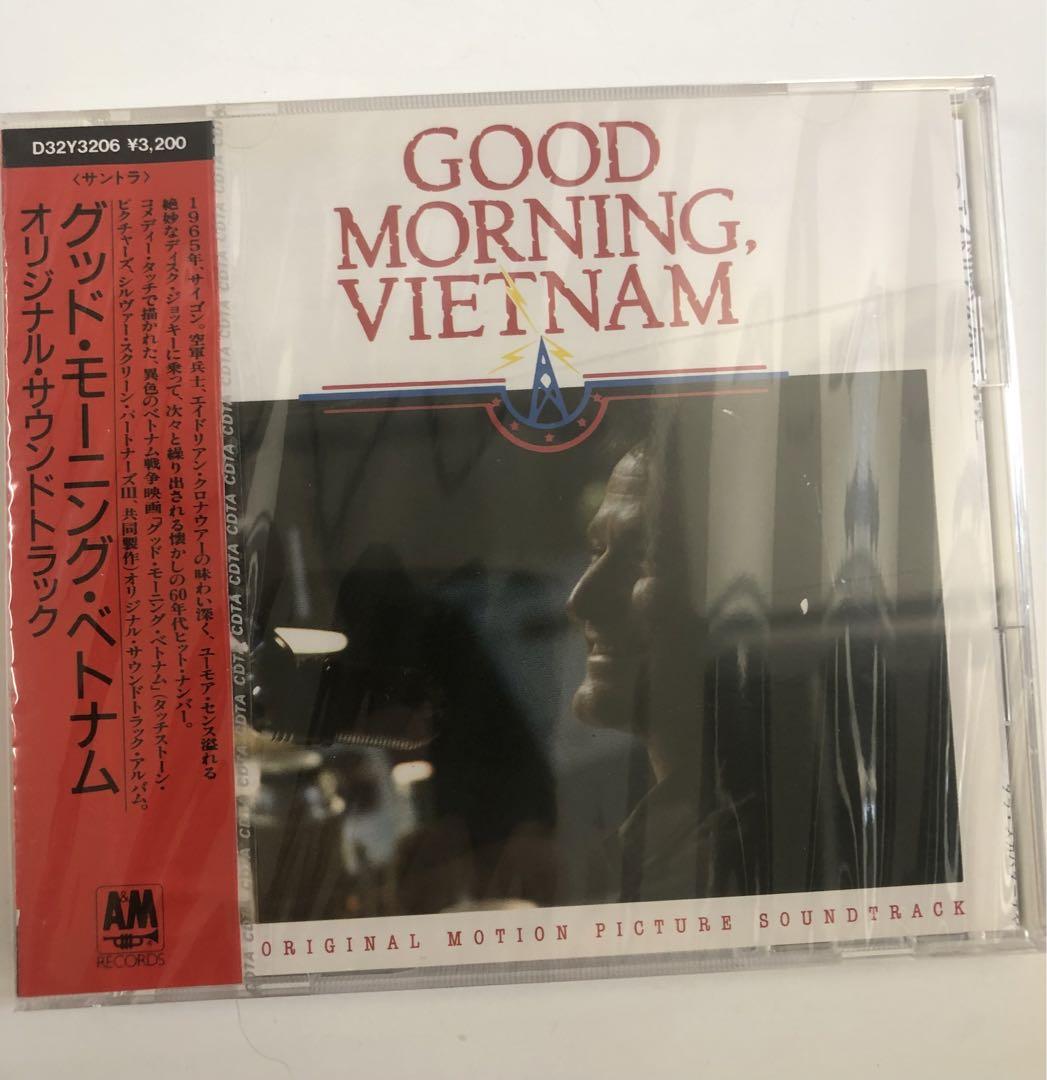 D32Y3206 ¥3,200
〈サントラ〉
グッド・モーニング・ベトナム
オリジナル・サウンドトラック
1965年、サイゴン。空軍兵士、エイドリアン・クロナウアーの味わい深く、ユーモア・センス溢れる
絶妙なディスク・ジョッキーに乗って、次々と繰り出される懐かしの60年代ヒット・ナンバー。
コメディー・タッチで描かれた、異色のベトナム戦争映画「グッド・モーニング・ベトナム」(タッチストーン・
ピクチャーズ、シルヴァー・スクリーン・パートナーズIII、共同製作)オリジナル・サウンドトラック・アルバム。
A&M
RECORDS
CDTA CDTA CDTA CDTA CDTA CDTA CDTA CDTA CDTA
GOOD
MORNING,
VIETNAM
ORIGINAL MOTION PICTURE SOUNDTRACK